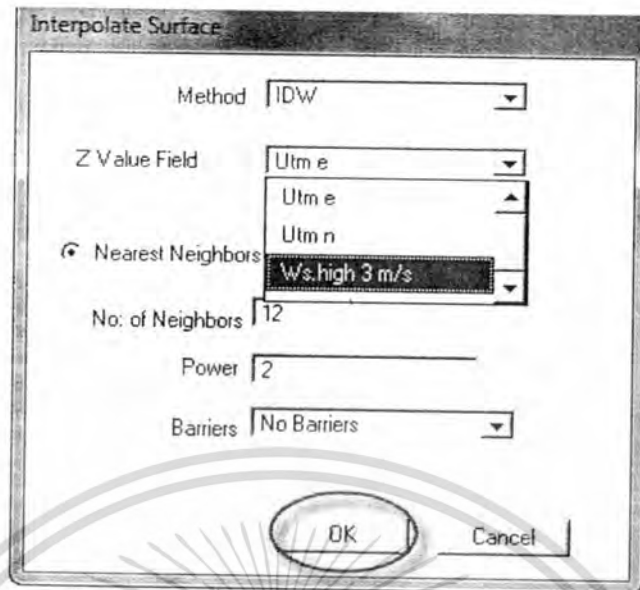 Interpolate Surface
Method IDW
Z Value Field Utm e
Utm e
Utm n
Nearest Neighbors
Ws.high 3 m/s
No: of Neighbors 12
Power 2
Barriers No Barriers
OK Cancel